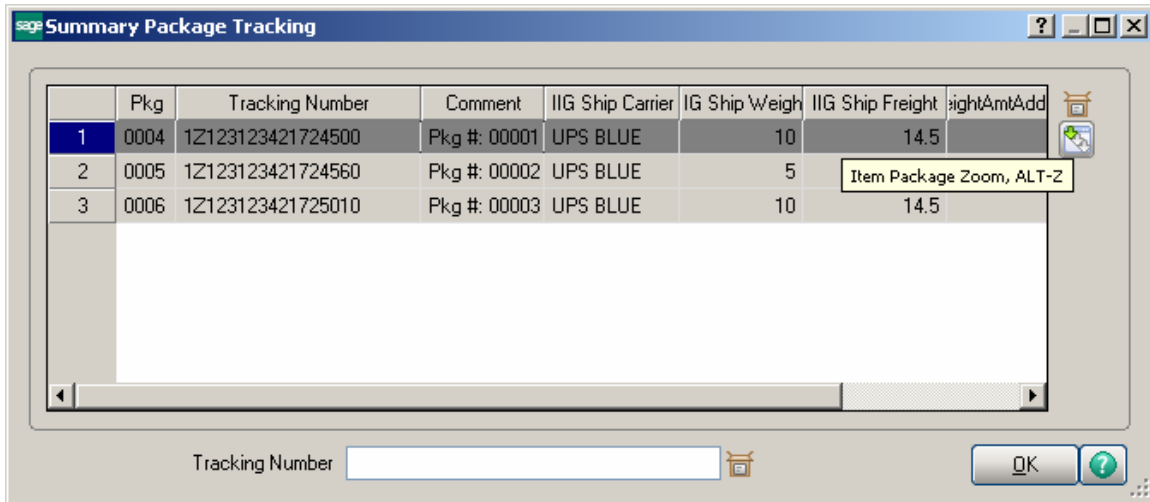 sage Summary Package Tracking
Pkg Tracking Number Comment IIG Ship Carrier IG Ship Weigh IIG Ship Freight eightAmtAdd
1 0004 1Z123123421724500 Pkg #: 00001 UPS BLUE 10 14.5
2 0005 1Z123123421724560 Pkg #: 00002 UPS BLUE 5
Item Package Zoom, ALT-Z
3 0006 1Z123123421725010 Pkg #: 00003 UPS BLUE 10 14.5
Tracking Number
OK